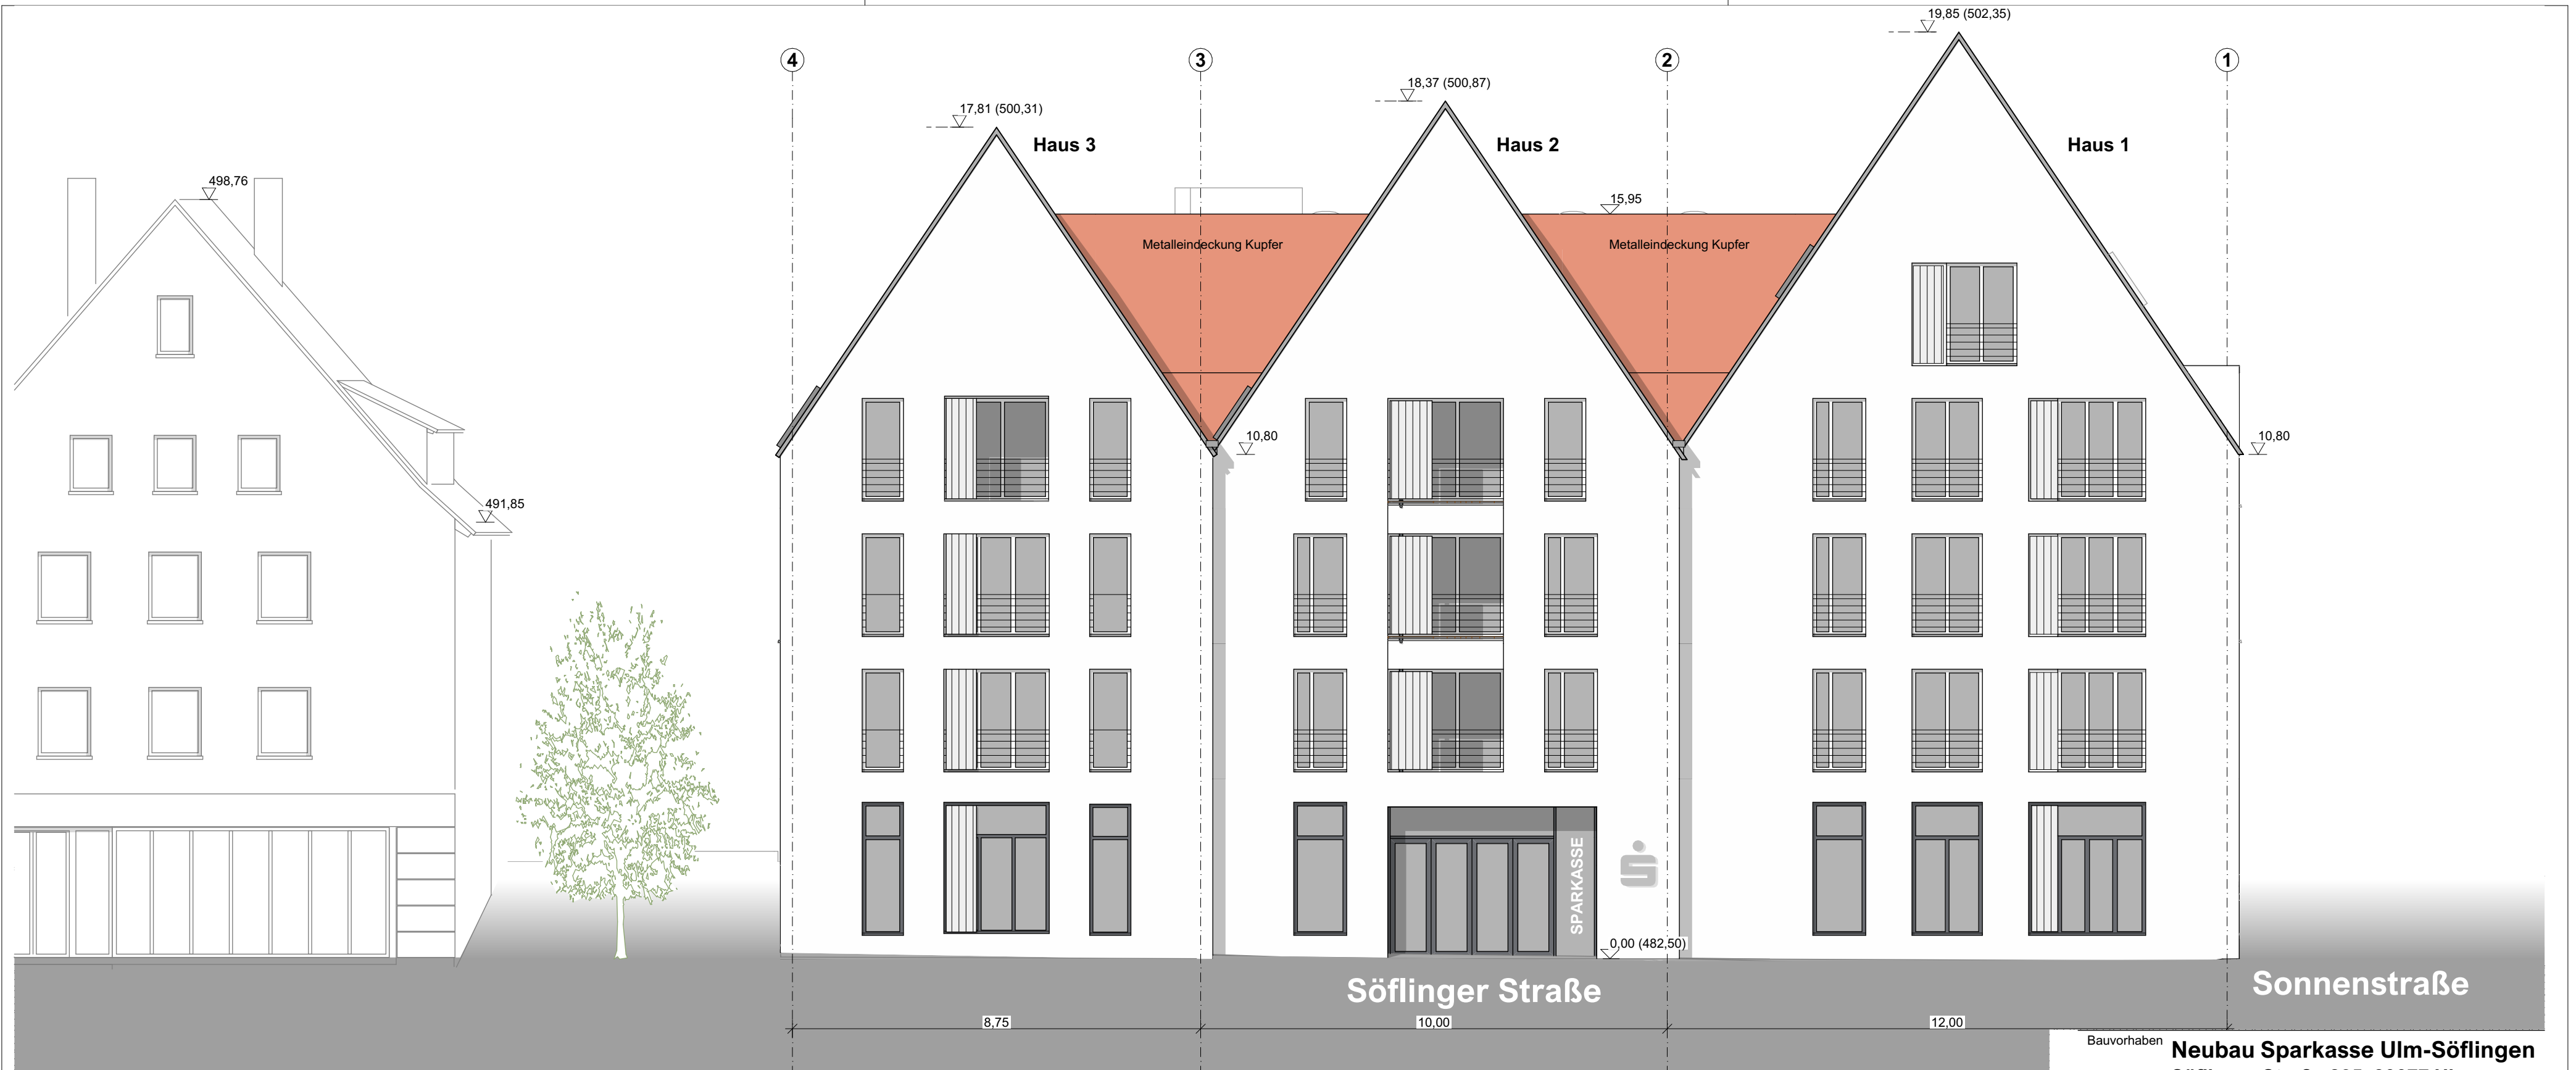 19,85 (502,35)
4
3
2
1
18,37 (500,87)
17,81 (500,31)
Haus 3
Haus 2
Haus 1
498,76
15,95
Metalleindeckung Kupfer
Metalleindeckung Kupfer
10,80
10,80
491,85
SPARKASSE
0,00 (482,50)
Söflinger Straße
Sonnenstraße
8,75
10,00
12,00
Bauvorhaben
Neubau Sparkasse Ulm-Söflingen